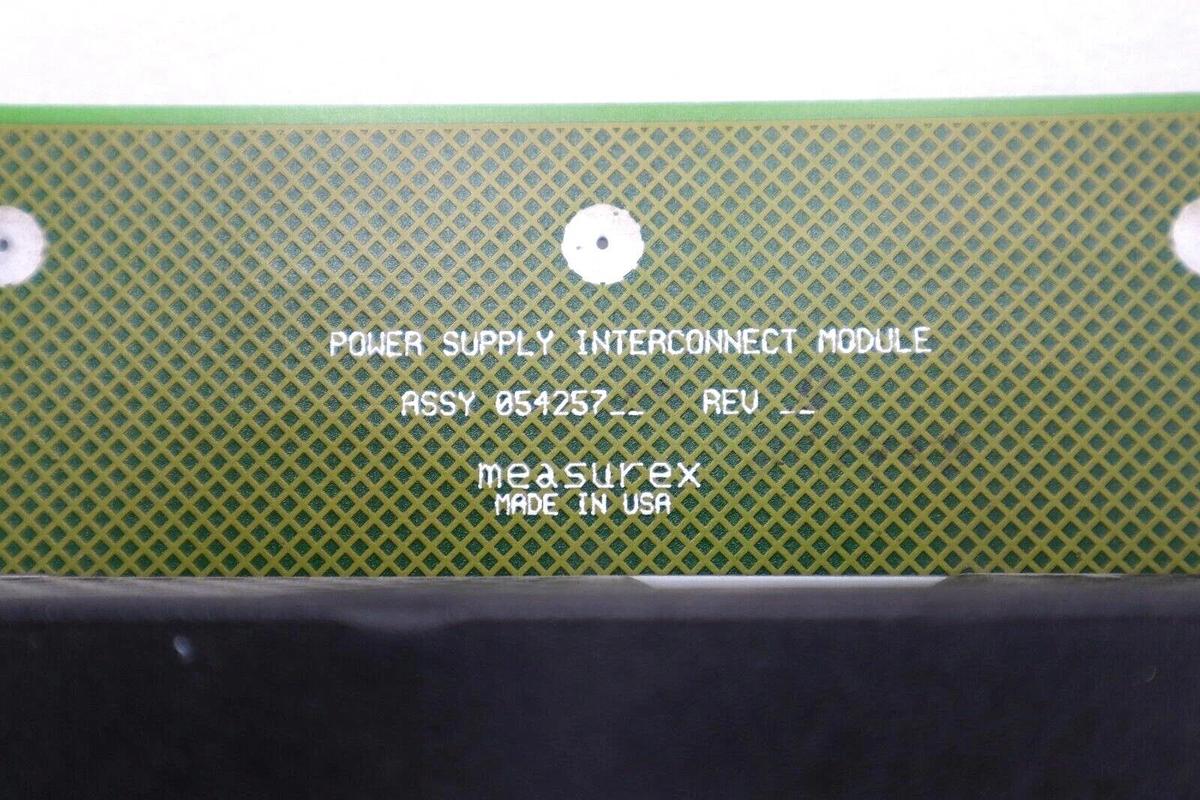 POWER SUPPLY INTERCONNECT MODULE
ASSY 054257__ REV __
measurex
MADE IN USA